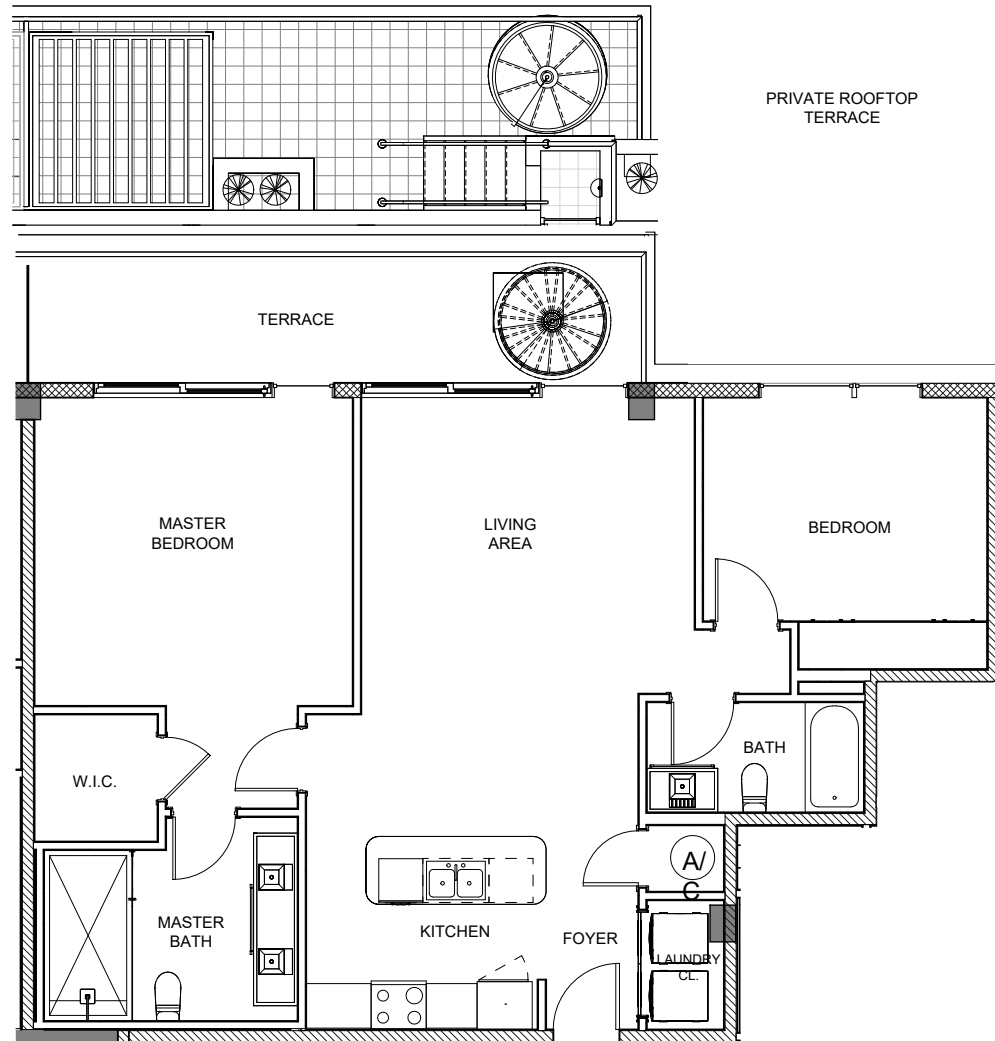 PRIVATE ROOFTOP
TERRACE
TERRACE
MASTER
BEDROOM
LIVING
AREA
BEDROOM
W.I.C.
BATH
A/
C
MASTER
BATH
KITCHEN
FOYER
LAUNDRY
CL.